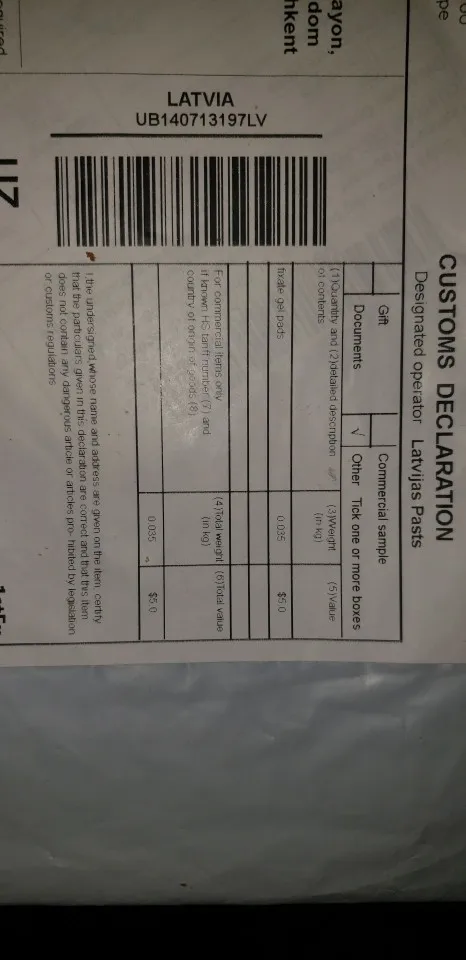 ayon,
dom
hkent
LATVIA
UB140713197LV
UZ
CUSTOMS DECLARATION
Designated operator Latvijas Pasts
Gift
Commercial sample
Documents
√ Other Tick one or more boxes
(1)Quantity and (2)detailed description of contents
(3)Weight (in kg)
(5)Value
fixate gel pads
0.035
$5.0
For commercial items only
If known HS tariff number (7) and
country of origin of goods (8)
(4)Total weight (in kg)
(6)Total value
0.035
$5.0
I,the undersigned,whose name and address are given on the item, certify
that the particulars given in this declaration are correct and that this item
does not contain any dangerous article or articles pro- hibited by legislation
or customs regulations